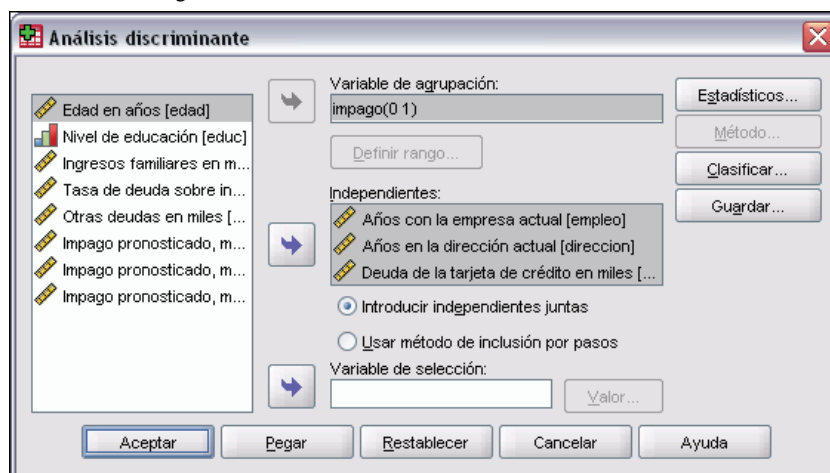 Análisis discriminante
Edad en años [edad]
Nivel de educación [educ]
Ingresos familiares en m...
Tasa de deuda sobre in...
Otras deudas en miles [...
Impago pronosticado, m...
Impago pronosticado, m...
Impago pronosticado, m...
Variable de agrupación:
impago(0 1)
Definir rango...
Independientes:
Años con la empresa actual [empleo]
Años en la dirección actual [direccion]
Deuda de la tarjeta de crédito en miles [...
Introducir independientes juntas
Usar método de inclusión por pasos
Variable de selección:
Valor...
Estadísticos...
Método...
Clasificar...
Guardar...
Aceptar
Pegar
Restablecer
Cancelar
Ayuda